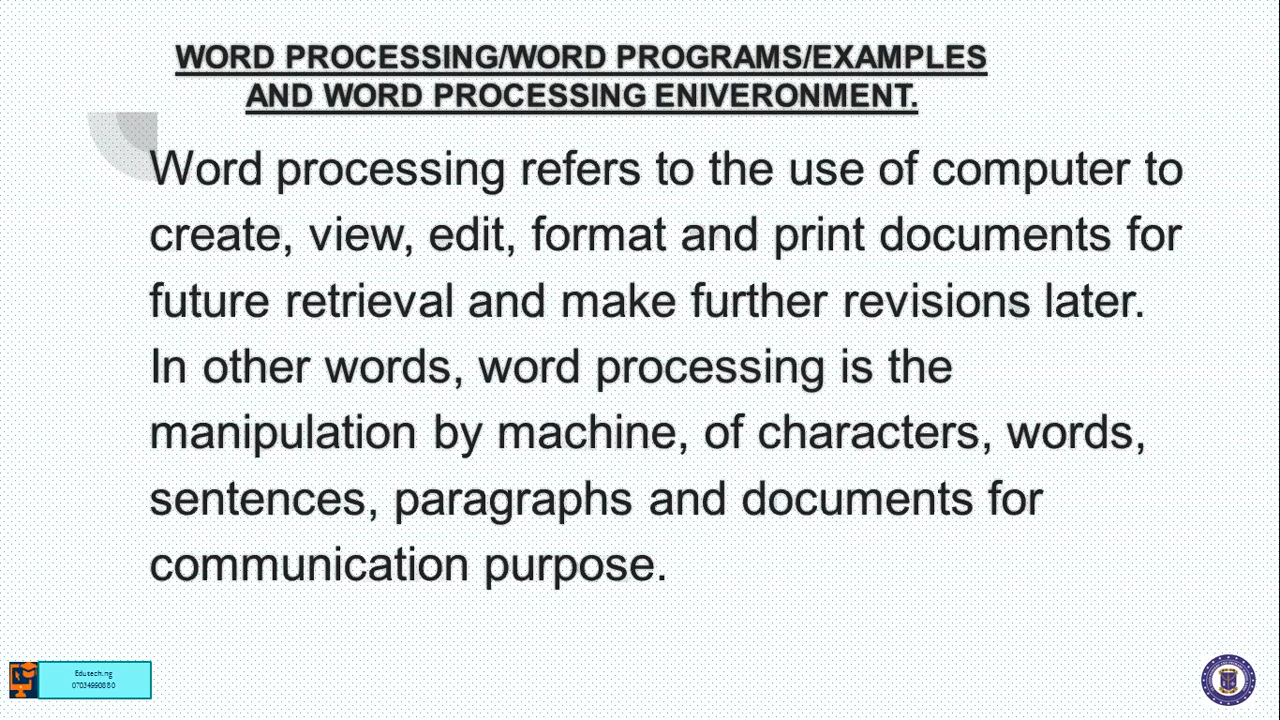 WORD PROCESSING/WORD PROGRAMS/EXAMPLES
AND WORD PROCESSING ENIVERONMENT.
Word processing refers to the use of computer to
create, view, edit, format and print documents for
future retrieval and make further revisions later.
In other words, word processing is the
manipulation by machine, of characters, words,
sentences, paragraphs and documents for
communication purpose.
Edutech.ng
07034990880